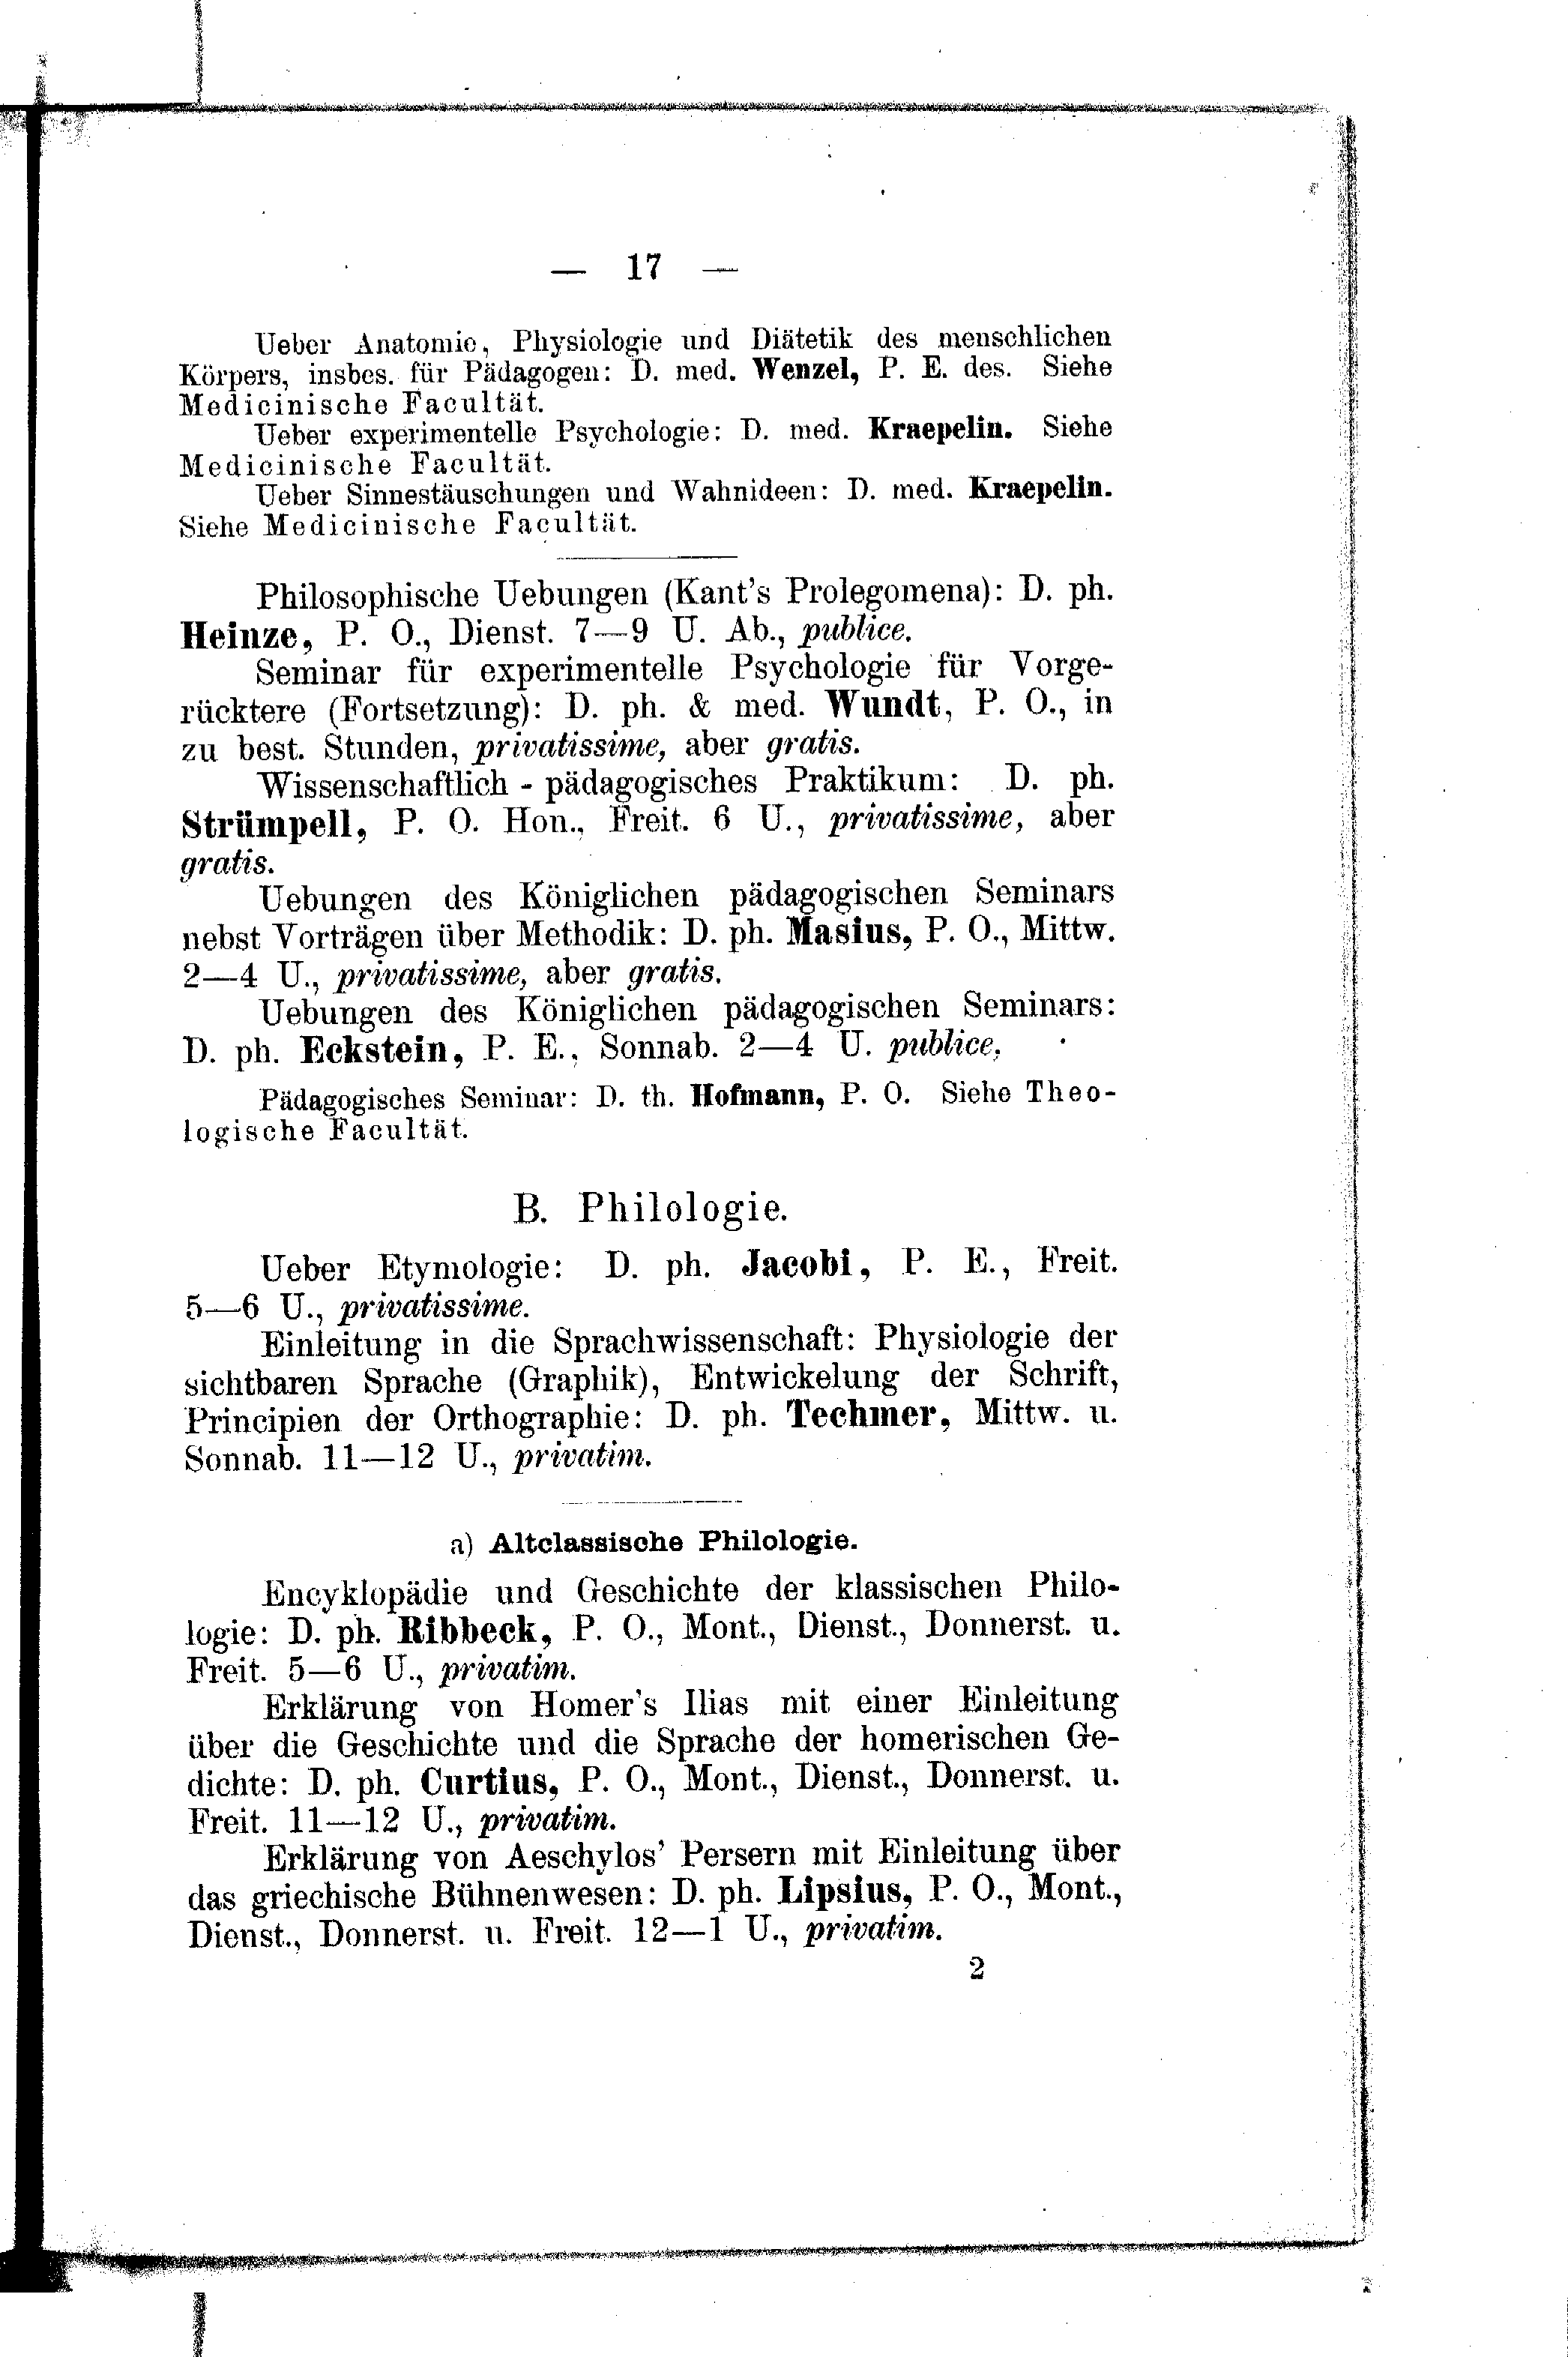 — 17 —
Ueber Anatomie, Physiologie und Diätetik des menschlichen
Körpers, insbes. für Pädagogen: D. med. Wenzel, P. E. des. Siehe
Medicinische Facultät.
Ueber experimentelle Psychologie: D. med. Kraepelin. Siehe
Medicinische Facultät.
Ueber Sinnestäuschungen und Wahnideen: D. med. Kraepelin.
Siehe Medicinische Facultät.
Philosophische Uebungen (Kant's Prolegomena): D. ph.
Heinze, P. O., Dienst. 7—9 U. Ab., publice.
Seminar für experimentelle Psychologie für Vorge-
rücktere (Fortsetzung): D. ph. & med. Wundt, P. O., in
zu best. Stunden, privatissime, aber gratis.
Wissenschaftlich - pädagogisches Praktikum: D. ph.
Strümpell, P. O. Hon., Freit. 6 U., privatissime, aber
gratis.
Uebungen des Königlichen pädagogischen Seminars
nebst Vorträgen über Methodik: D. ph. Masius, P. O., Mittw.
2—4 U., privatissime, aber gratis.
Uebungen des Königlichen pädagogischen Seminars:
D. ph. Eckstein, P. E., Sonnab. 2—4 U. publice.
Pädagogisches Seminar: D. th. Hofmann, P. O. Siehe Theo-
logische Facultät.
B. Philologie.
Ueber Etymologie: D. ph. Jacobi, P. E., Freit.
5—6 U., privatissime.
Einleitung in die Sprachwissenschaft: Physiologie der
sichtbaren Sprache (Graphik), Entwickelung der Schrift,
Principien der Orthographie: D. ph. Techmer, Mittw. u.
Sonnab. 11—12 U., privatim.
a) Altclassische Philologie.
Encyklopädie und Geschichte der klassischen Philo-
logie: D. ph. Ribbeck, P. O., Mont., Dienst., Donnerst. u.
Freit. 5—6 U., privatim.
Erklärung von Homer's Ilias mit einer Einleitung
über die Geschichte und die Sprache der homerischen Ge-
dichte: D. ph. Curtius, P. O., Mont., Dienst., Donnerst. u.
Freit. 11—12 U., privatim.
Erklärung von Aeschylos' Persern mit Einleitung über
das griechische Bühnenwesen: D. ph. Lipsius, P. O., Mont.,
Dienst., Donnerst. u. Freit. 12—1 U., privatim.
2